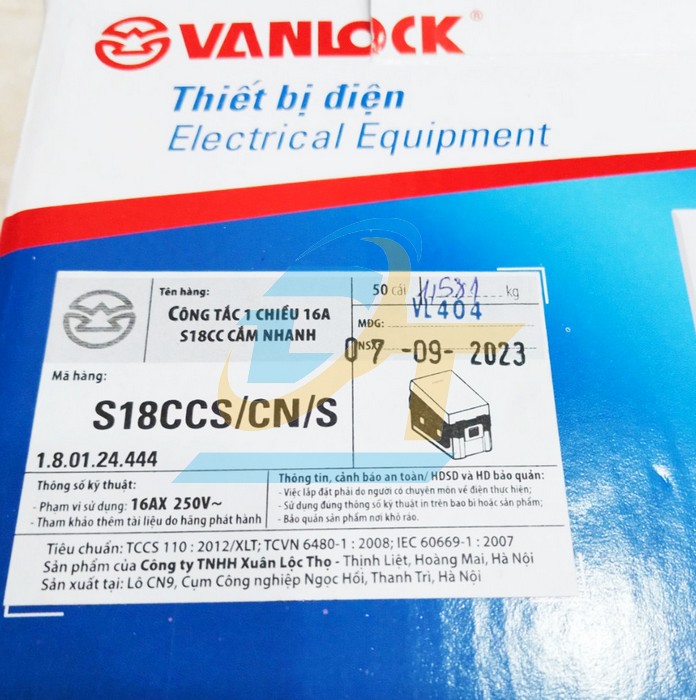 VANLOCK®
Thiết bị điện
Electrical Equipment
Tên hàng:
CÔNG TẮC 1 CHIỀU 16A
S18CC CẮM NHANH
50 cái 4,581 kg
MĐG: VL404
NSX: 07-09-2023
Mã hàng:
S18CCS/CN/S
1.8.01.24.444
Thông số kỹ thuật:
- Phạm vi sử dụng: 16AX 250V~
- Tham khảo thêm tài liệu do hãng phát hành
Thông tin, cảnh báo an toàn/ HDSD và HD bảo quản:
- Việc lắp đặt phải do người có chuyên môn về điện thực hiện;
- Sử dụng đúng thông số kỹ thuật in trên bao bì hoặc sản phẩm;
- Bảo quản sản phẩm nơi khô ráo.
Tiêu chuẩn: TCCS 110 : 2012/XLT; TCVN 6480-1 : 2008; IEC 60669-1 : 2007
Sản phẩm của Công ty TNHH Xuân Lộc Thọ - Thịnh Liệt, Hoàng Mai, Hà Nội
Sản xuất tại: Lô CN9, Cụm Công nghiệp Ngọc Hồi, Thanh Trì, Hà Nội